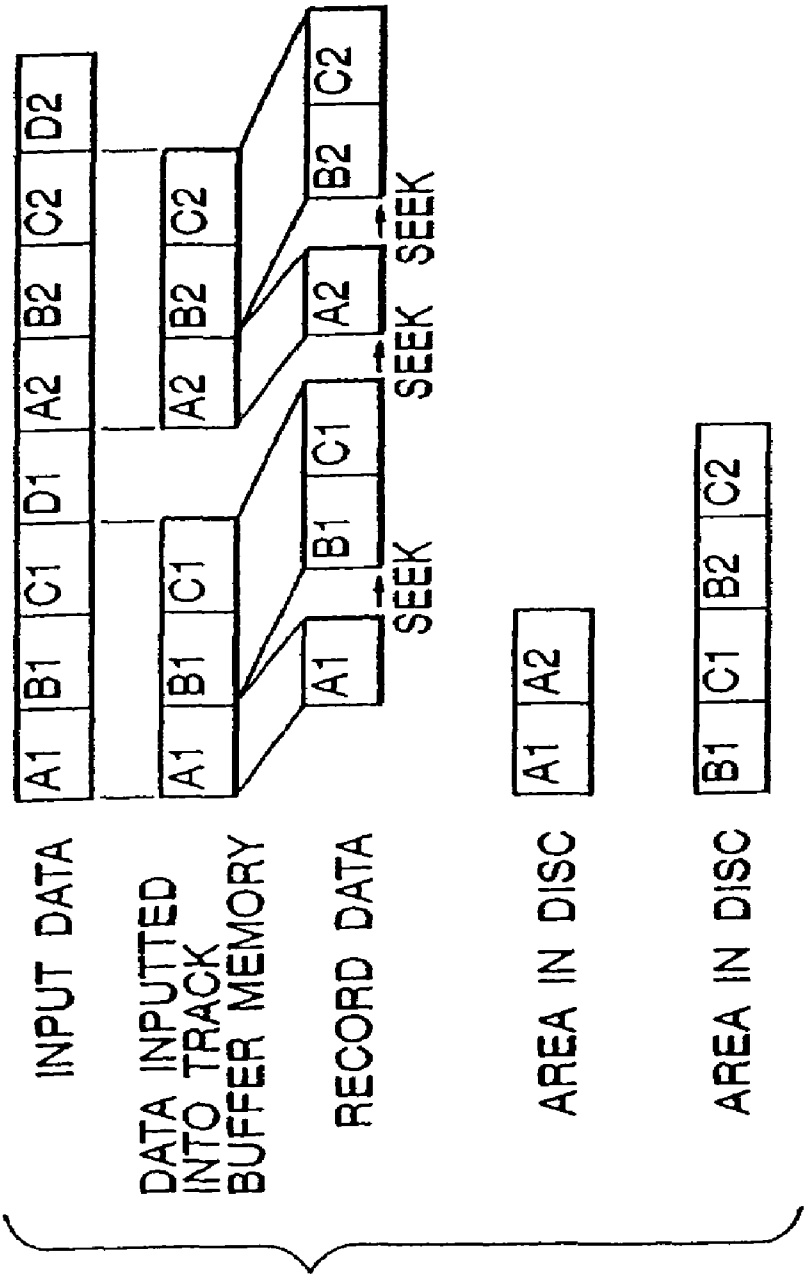 INPUT DATA
A1 B1 C1 D1 A2 B2 C2 D2
DATA INPUTTED
INTO TRACK
BUFFER MEMORY
A1 B1 C1 A2 B2 C2
RECORD DATA
A1 B1 C1 A2 B2 C2
SEEK SEEK SEEK
AREA IN DISC
A1 A2
AREA IN DISC
B1 C1 B2 C2